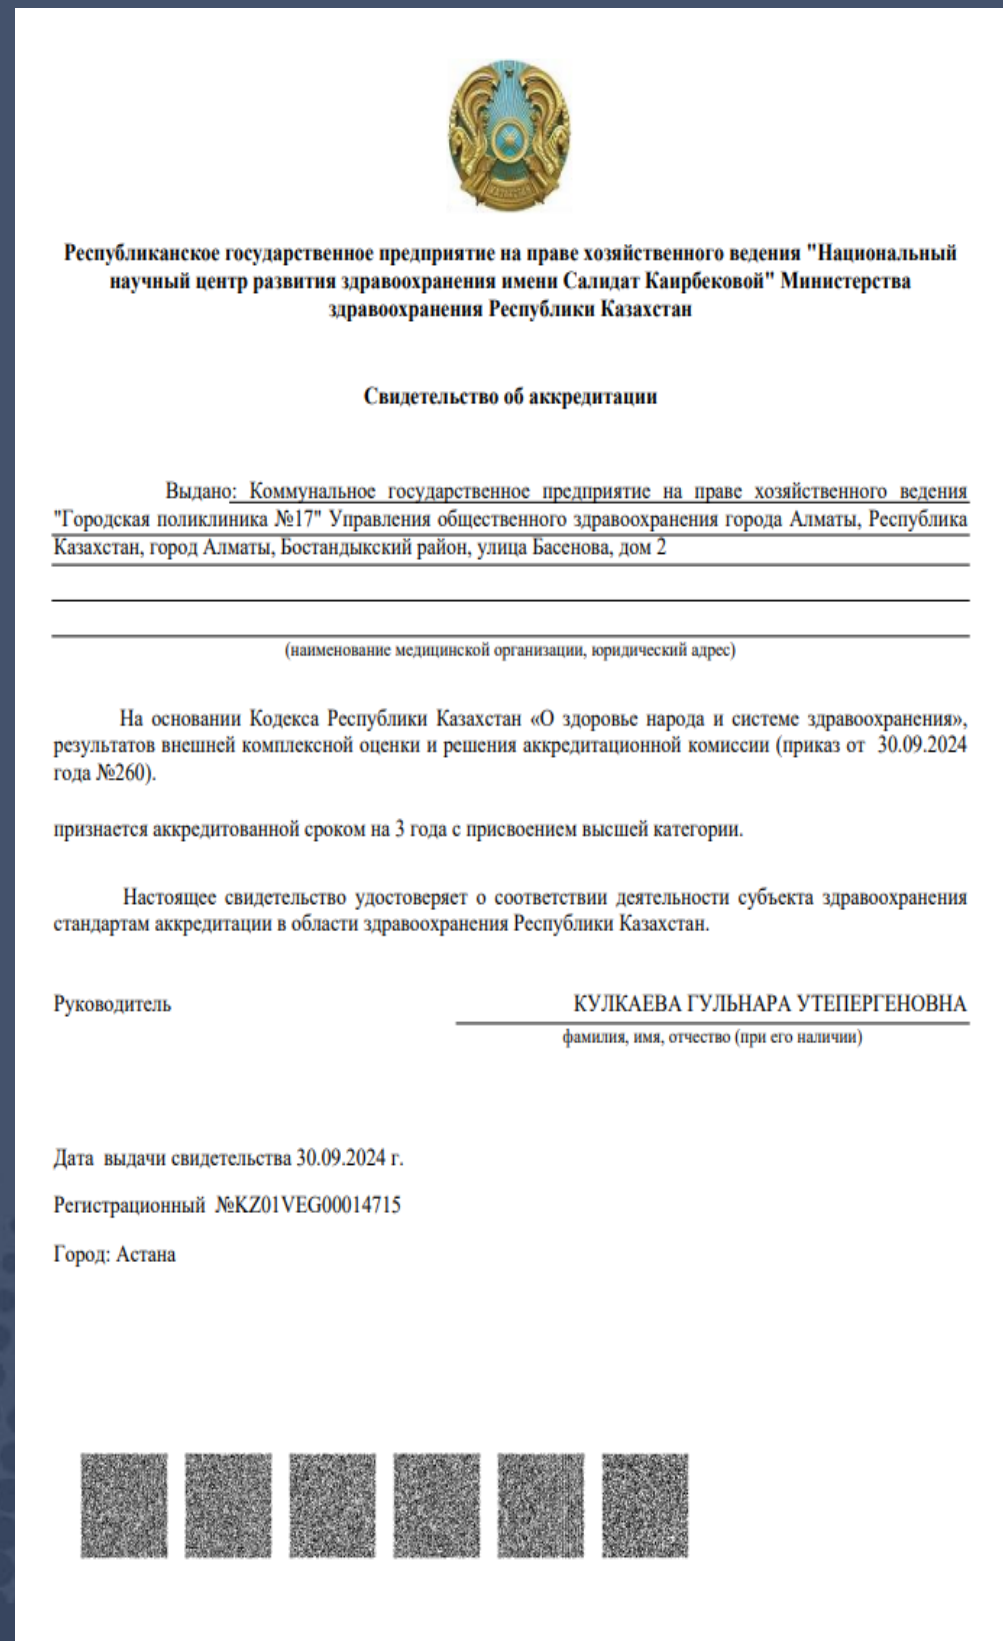 Республиканское государственное предприятие на праве хозяйственного ведения "Национальный
научный центр развития здравоохранения имени Салидат Каирбековой" Министерства
здравоохранения Республики Казахстан
Свидетельство об аккредитации
Выдано: Коммунальное государственное предприятие на праве хозяйственного ведения
"Городская поликлиника №17" Управления общественного здравоохранения города Алматы, Республика
Казахстан, город Алматы, Бостандыкский район, улица Басенова, дом 2
(наименование медицинской организации, юридический адрес)
На основании Кодекса Республики Казахстан «О здоровье народа и системе здравоохранения»,
результатов внешней комплексной оценки и решения аккредитационной комиссии (приказ от 30.09.2024
года №260).
признается аккредитованной сроком на 3 года с присвоением высшей категории.
Настоящее свидетельство удостоверяет о соответствии деятельности субъекта здравоохранения
стандартам аккредитации в области здравоохранения Республики Казахстан.
Руководитель КУЛКАЕВА ГУЛЬНАРА УТЕПЕРГЕНОВНА
фамилия, имя, отчество (при его наличии)
Дата выдачи свидетельства 30.09.2024 г.
Регистрационный №KZ01VEG00014715
Город: Астана